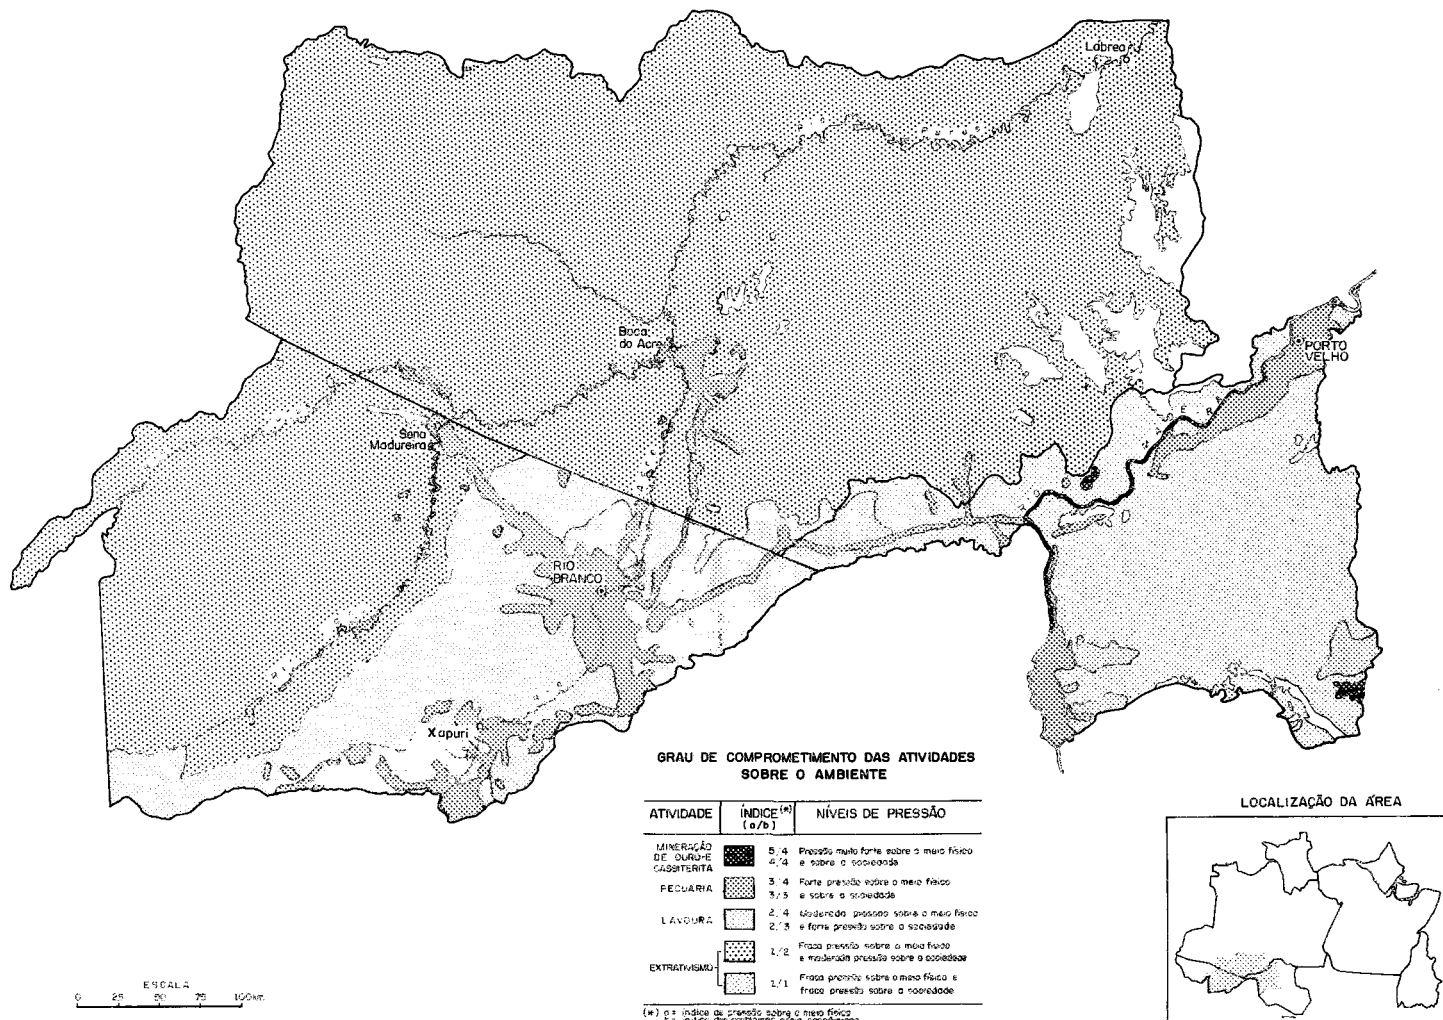 Lábrea
Boca
do Acre
PORTO
VELHO
Sena
Madureira
RIO
BRANCO
Xapuri
GRAU DE COMPROMETIMENTO DAS ATIVIDADES
SOBRE O AMBIENTE
ATIVIDADE
ÍNDICE(*)
(a/b)
NÍVEIS DE PRESSÃO
MINERAÇÃO
DE OURO E
CASSITERITA
5/4
4/4
Pressão muito forte sobre o meio físico
e sobre a sociedade
PECUÁRIA
3/4
3/3
Forte pressão sobre o meio físico
e sobre a sociedade
LAVOURA
2/4
2/3
Moderada pressão sobre o meio físico
e forte pressão sobre a sociedade
EXTRATIVISMO
1/2
Fraca pressão sobre o meio físico
e moderada pressão sobre a sociedade
1/1
Fraca pressão sobre o meio físico e
fraca pressão sobre a sociedade
(*) a = índice de pressão sobre o meio físico
LOCALIZAÇÃO DA ÁREA
ESCALA
0 25 50 75 100 km